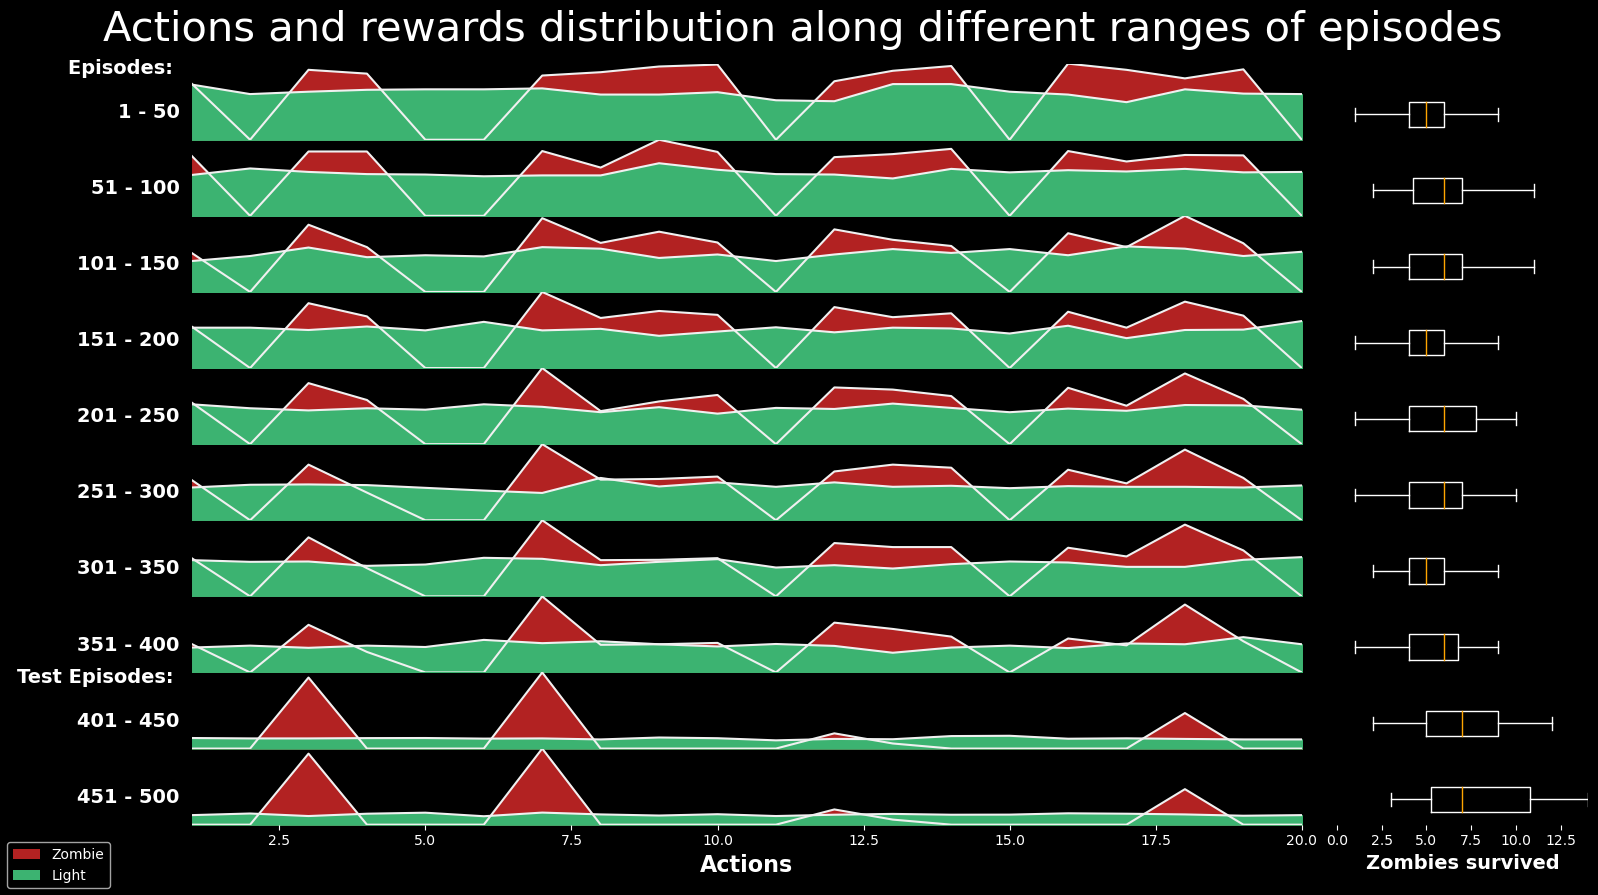 Actions and rewards distribution along different ranges of episodes
Episodes:
1 - 50
51 - 100
101 - 150
151 - 200
201 - 250
251 - 300
301 - 350
351 - 400
Test Episodes:
401 - 450
451 - 500
2.5 5.0 7.5 10.0 12.5 15.0 17.5 20.0
0.0 2.5 5.0 7.5 10.0 12.5
Actions
Zombies survived
Zombie
Light